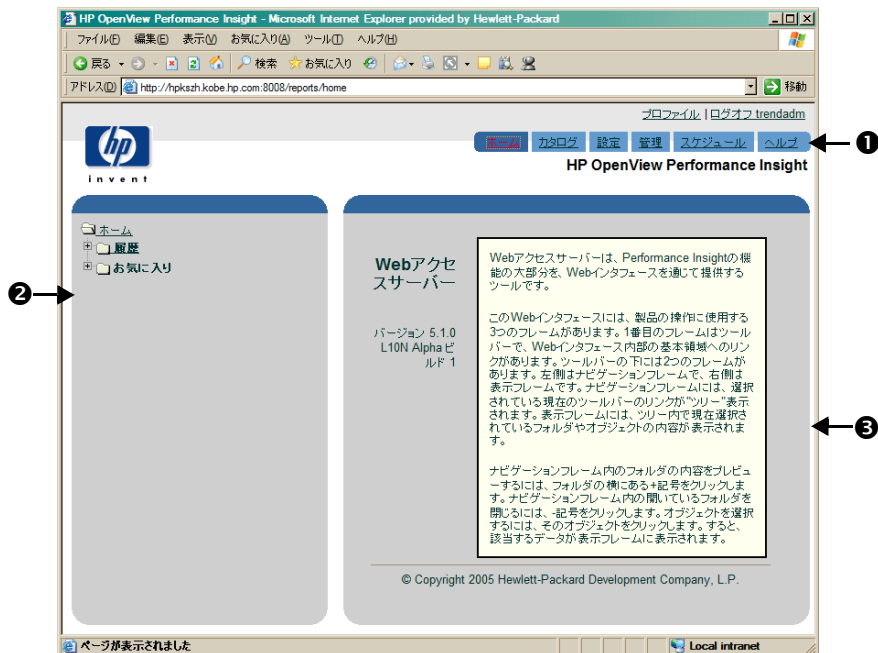 HP OpenView Performance Insight - Microsoft Internet Explorer provided by Hewlett-Packard
ファイル(F) 編集(E) 表示(V) お気に入り(A) ツール(T) ヘルプ(H)
戻る 検索 お気に入り
アドレス(D) http://hpkszh.kobe.hp.com:8008/reports/home 移動
プロファイル | ログオフ trendadm
hp
invent
ホーム カタログ 設定 管理 スケジュール ヘルプ
❶
HP OpenView Performance Insight
ホーム
履歴
お気に入り
❷
Webアクセ
スサーバー
バージョン 5.1.0
L10N Alpha ビ
ルド 1
Webアクセスサーバーは、Performance Insightの機
能の大部分を、Webインタフェースを通じて提供する
ツールです。
このWebインタフェースには、製品の操作に使用する
3つのフレームがあります。1番目のフレームはツール
バーで、Webインタフェース内部の基本領域へのリン
クがあります。ツールバーの下には2つのフレームが
あります。左側はナビゲーションフレームで、右側は
表示フレームです。ナビゲーションフレームには、選択
されている現在のツールバーのリンクが"ツリー"表示
されます。表示フレームには、ツリー内で現在選択さ
れているフォルダやオブジェクトの内容が表示されま
す。
❸
ナビゲーションフレーム内のフォルダの内容をプレビュ
ーするには、フォルダの横にある+記号をクリックしま
す。ナビゲーションフレーム内の開いているフォルダを
閉じるには、-記号をクリックします。オブジェクトを選択
するには、そのオブジェクトをクリックします。すると、
該当するデータが表示フレームに表示されます。
© Copyright 2005 Hewlett-Packard Development Company, L.P.
ページが表示されました Local intranet